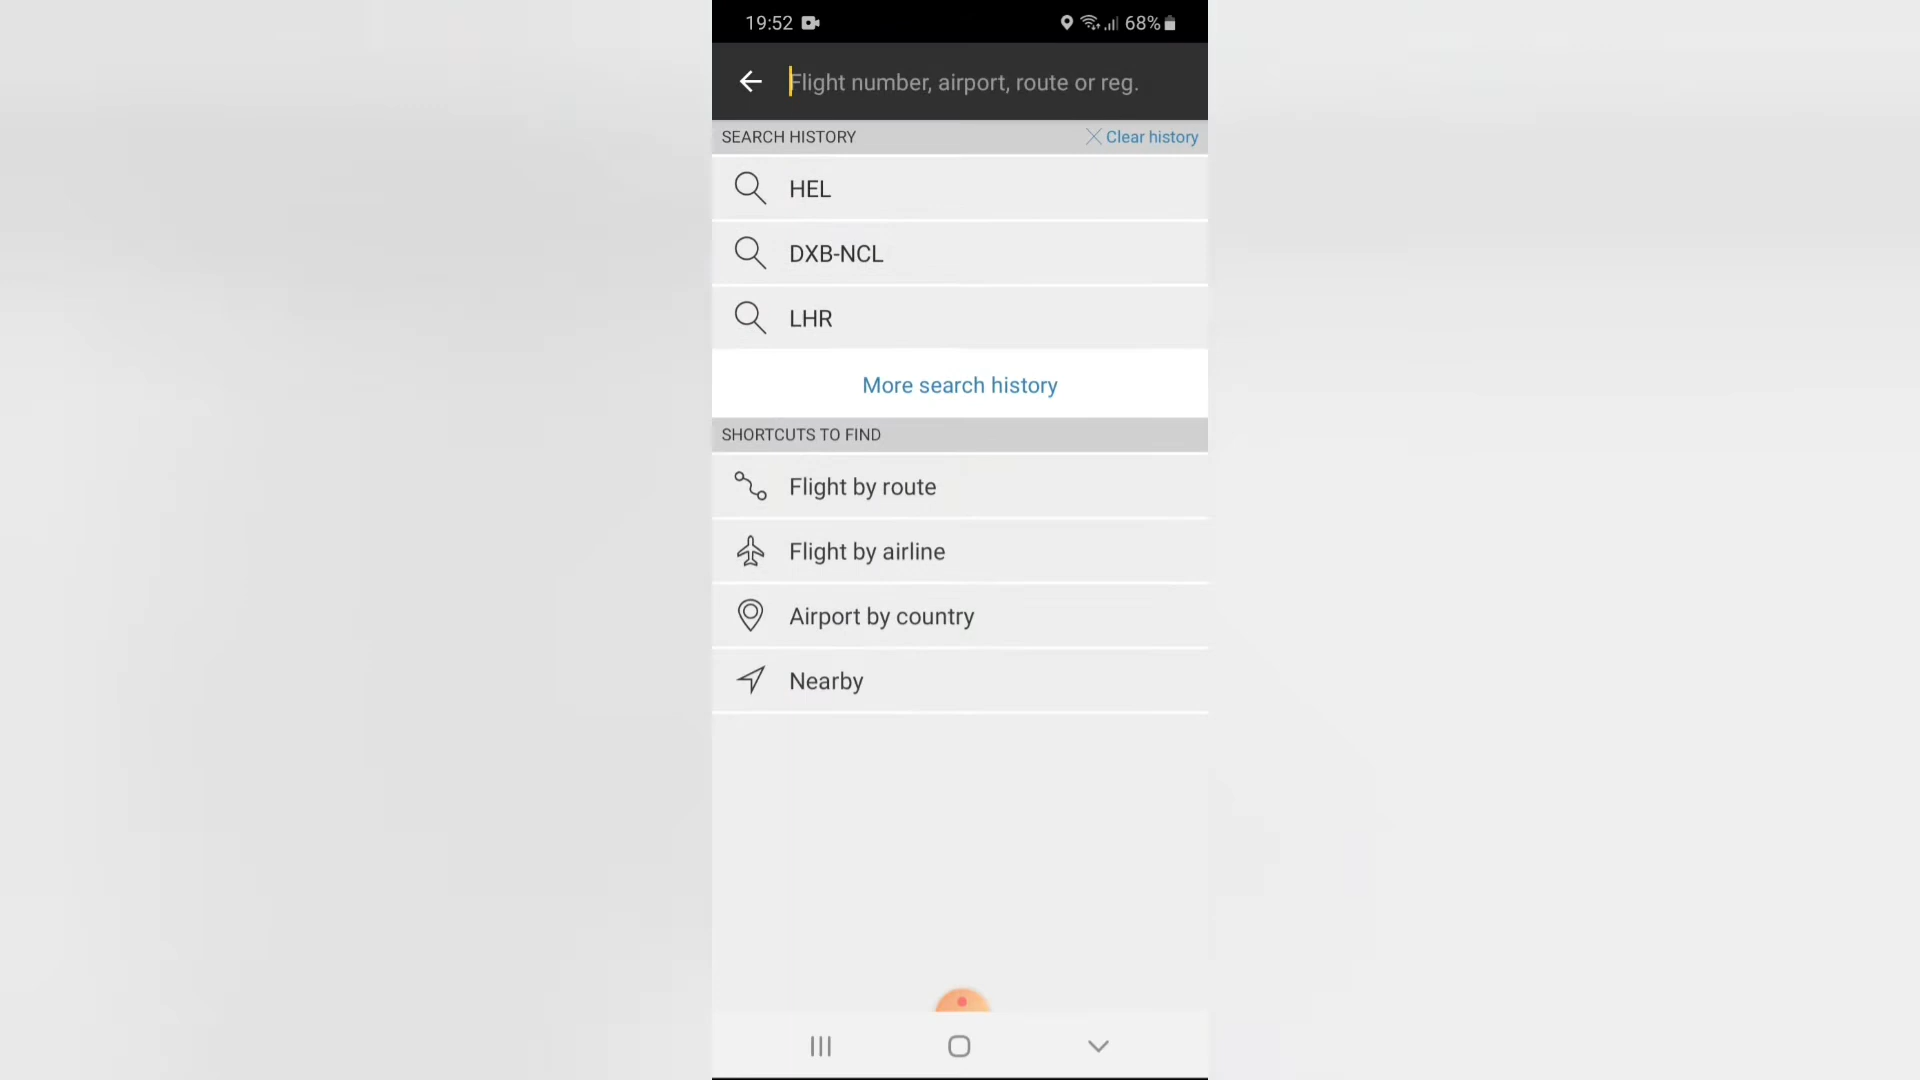 19:52 68%
Flight number, airport, route or reg.
SEARCH HISTORY Clear history
HEL
DXB-NCL
LHR
More search history
SHORTCUTS TO FIND
Flight by route
Flight by airline
Airport by country
Nearby